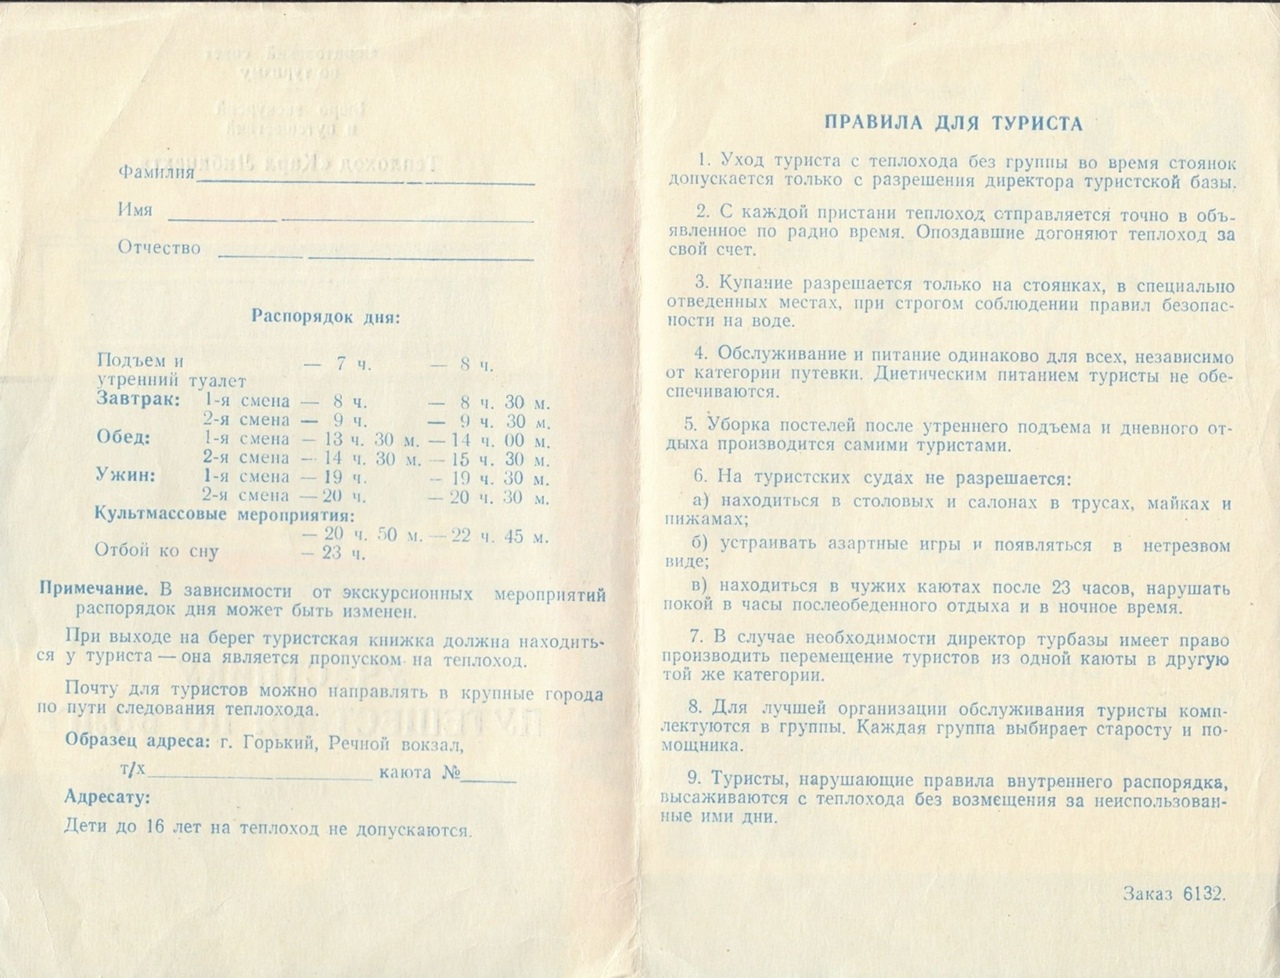 Фамилия
Имя
Отчество
Распорядок дня:
Подъем и — 7 ч. — 8 ч.
утренний туалет
Завтрак: 1-я смена — 8 ч. — 8 ч. 30 м.
2-я смена — 9 ч. — 9 ч. 30 м.
Обед: 1-я смена — 13 ч. 30 м. — 14 ч. 00 м.
2-я смена — 14 ч. 30 м. — 15 ч. 30 м.
Ужин: 1-я смена — 19 ч. — 19 ч. 30 м.
2-я смена — 20 ч. — 20 ч. 30 м.
Культмассовые мероприятия:
— 20 ч. 50 м. — 22 ч. 45 м.
Отбой ко сну — 23 ч.
Примечание. В зависимости от экскурсионных мероприятий
распорядок дня может быть изменен.
При выходе на берег туристская книжка должна находить-
ся у туриста — она является пропуском на теплоход.
Почту для туристов можно направлять в крупные города
по пути следования теплохода.
Образец адреса: г. Горький, Речной вокзал,
т/х каюта №
Адресату:
Дети до 16 лет на теплоход не допускаются.
ПРАВИЛА ДЛЯ ТУРИСТА
1. Уход туриста с теплохода без группы во время стоянок
допускается только с разрешения директора туристской базы.
2. С каждой пристани теплоход отправляется точно в объ-
явленное по радио время. Опоздавшие догоняют теплоход за
свой счет.
3. Купание разрешается только на стоянках, в специально
отведенных местах, при строгом соблюдении правил безопас-
ности на воде.
4. Обслуживание и питание одинаково для всех, независимо
от категории путевки. Диетическим питанием туристы не обе-
спечиваются.
5. Уборка постелей после утреннего подъема и дневного от-
дыха производится самими туристами.
6. На туристских судах не разрешается:
а) находиться в столовых и салонах в трусах, майках и
пижамах;
б) устраивать азартные игры и появляться в нетрезвом
виде;
в) находиться в чужих каютах после 23 часов, нарушать
покой в часы послеобеденного отдыха и в ночное время.
7. В случае необходимости директор турбазы имеет право
производить перемещение туристов из одной каюты в другую
той же категории.
8. Для лучшей организации обслуживания туристы комп-
лектуются в группы. Каждая группа выбирает старосту и по-
мощника.
9. Туристы, нарушающие правила внутреннего распорядка,
высаживаются с теплохода без возмещения за неиспользован-
ные ими дни.
Заказ 6132.